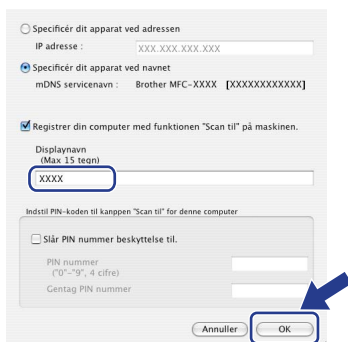 Specificér dit apparat ved adressen
IP adresse : XXX.XXX.XXX.XXX
Specificér dit apparat ved navnet
mDNS servicenavn : Brother MFC-XXXX [XXXXXXXXXXXX]
Registrer din computer med funktionen "Scan til" på maskinen.
Displaynavn
(Max 15 tegn)
XXXX
Indstil PIN-koden til kanppen "Scan til" for denne computer
Slår PIN nummer beskyttelse til.
PIN nummer
("0"-"9", 4 cifre)
Gentag PIN nummer
Annuller OK